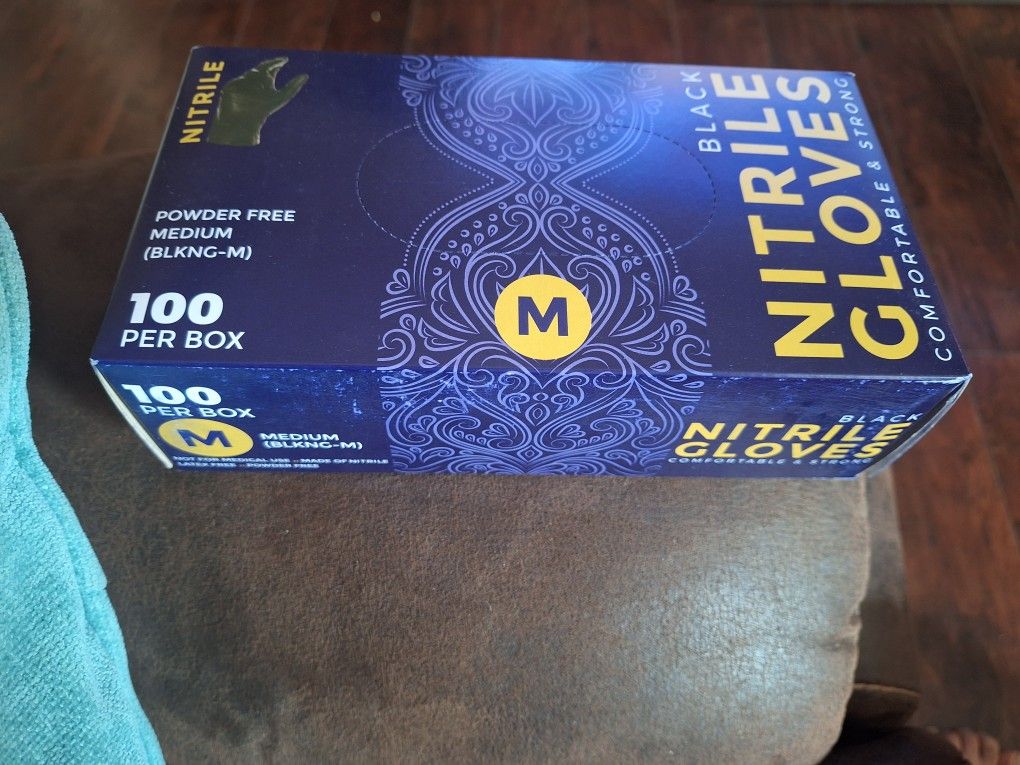 NITRILE
POWDER FREE
MEDIUM
(BLKNG-M)
100
PER BOX
M
BLACK
NITRILE
GLOVES
COMFORTABLE & STRONG
100
PER BOX
M
MEDIUM
(BLKNG-M)
NOT FOR MEDICAL USE - MADE OF NITRILE
LATEX FREE - POWDER FREE
BLACK
NITRILE
GLOVES
COMFORTABLE & STRONG